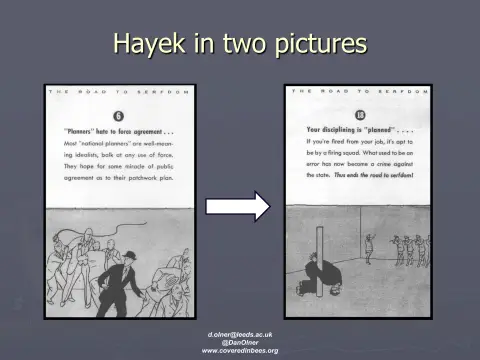 Hayek in two pictures
THE ROAD TO SERFDOM
6
"Planners" hate to force agreement . . .
Most "national planners" are well-mean-
ing idealists, balk at any use of force.
They hope for some miracle of public
agreement as to their patchwork plan.
THE ROAD TO SERFDOM
18
Your disciplining is "planned" . . . .
If you're fired from your job, it's apt to
be by a firing squad. What used to be an
error has now become a crime against
the state. Thus ends the road to serfdom!
d.olner@leeds.ac.uk
@DanOlner
www.coveredinbees.org